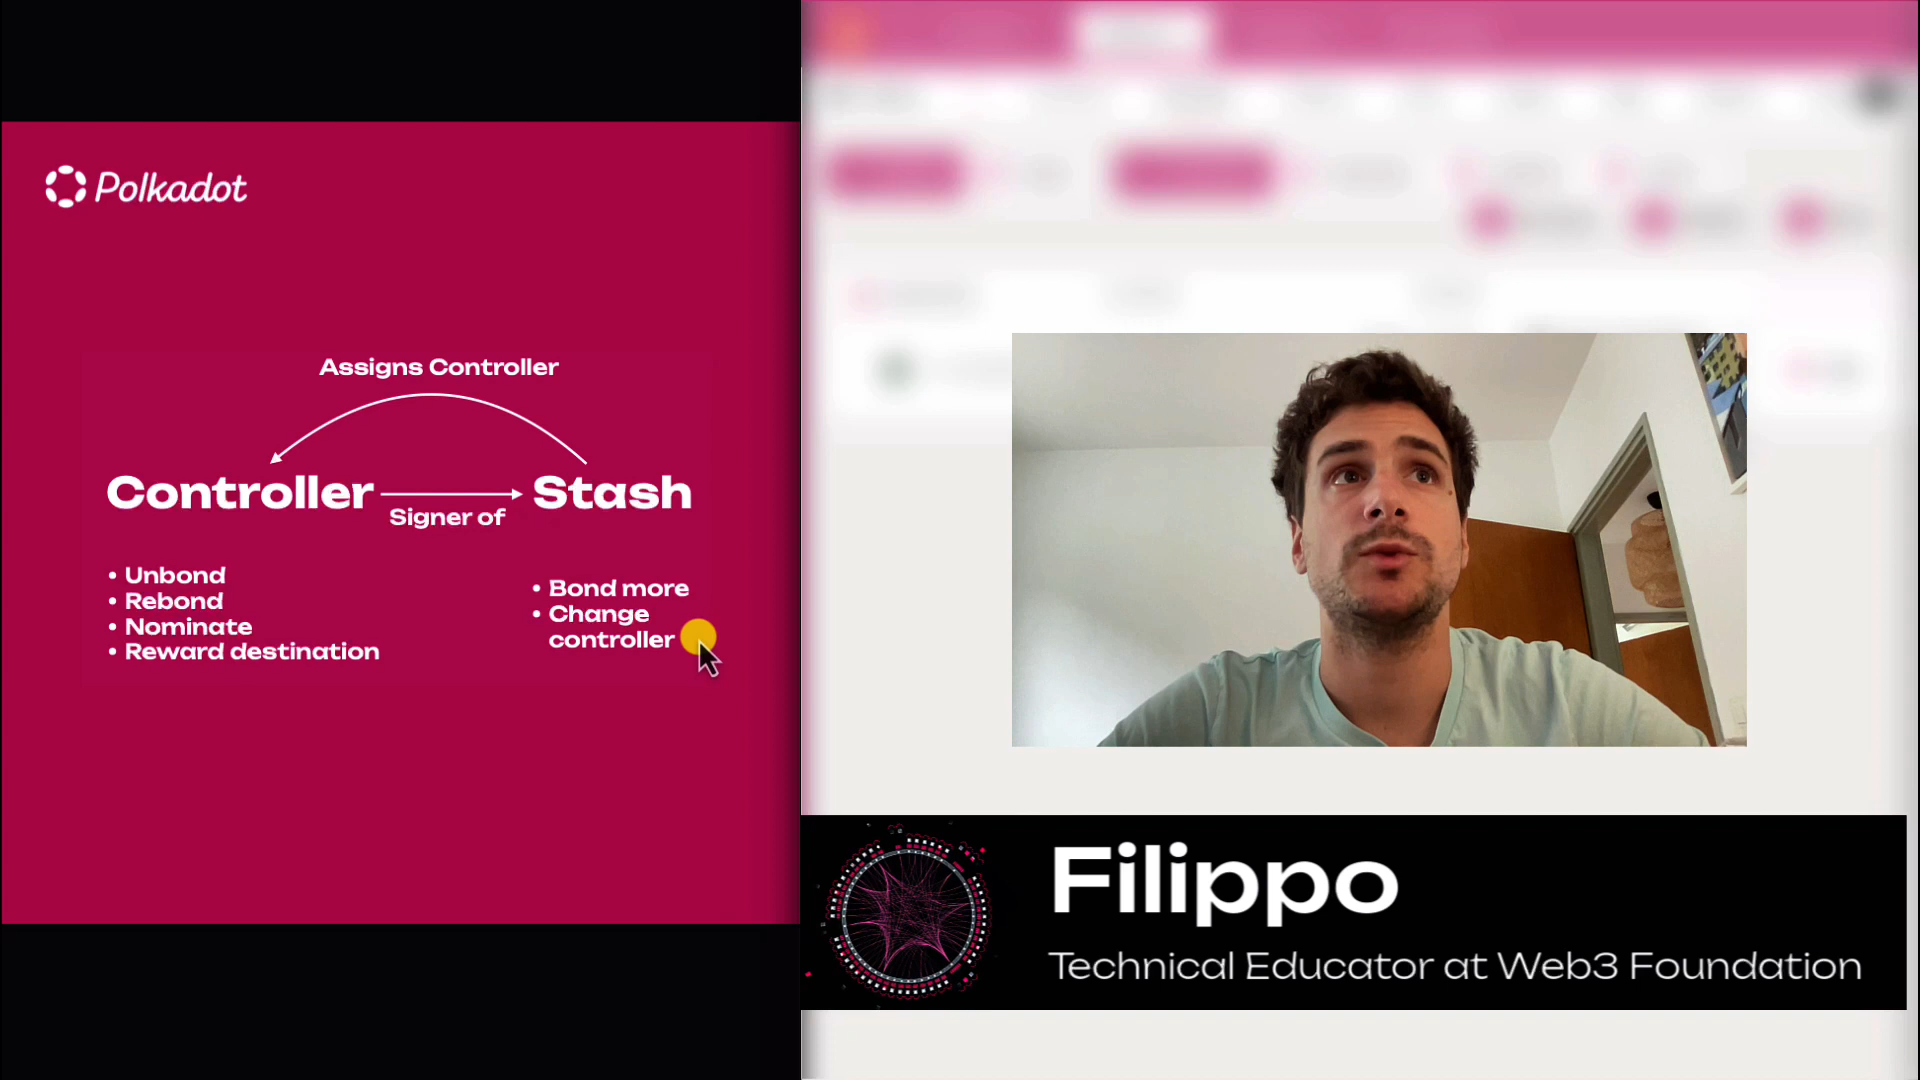 Polkadot
Assigns Controller
Controller
Signer of
Stash
• Unbond
• Rebond
• Nominate
• Reward destination
• Bond more
• Change
controller
Filippo
Technical Educator at Web3 Foundation